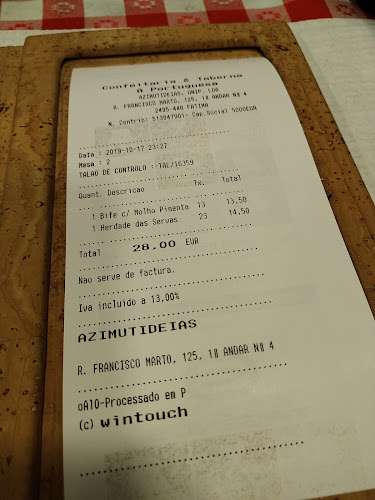 Confeitaria & Taberna
A Portuguesa
AZIMUTIDEIAS, UNIP, LDA
R. FRANCISCO MARTO, 125, 1º ANDAR Nº 4
2495-448 FATIMA
N. Contrib: 513847901- Cap.Social 5000EUR
Data : 2019-10-17 23:27
Mesa : 2
TALAO DE CONTROLO : TAL/16359
Quant. Descricao Tx. Total
1 Bife c/ Molho Pimenta 13 13,50
1 Herdade das Servas 23 14,50
Total 28,00 EUR
Nao serve de factura.
Iva incluido a 13.00%
AZIMUTIDEIAS
R. FRANCISCO MARTO, 125, 1º ANDAR Nº 4
oA10-Processado em P
(c) wintouch